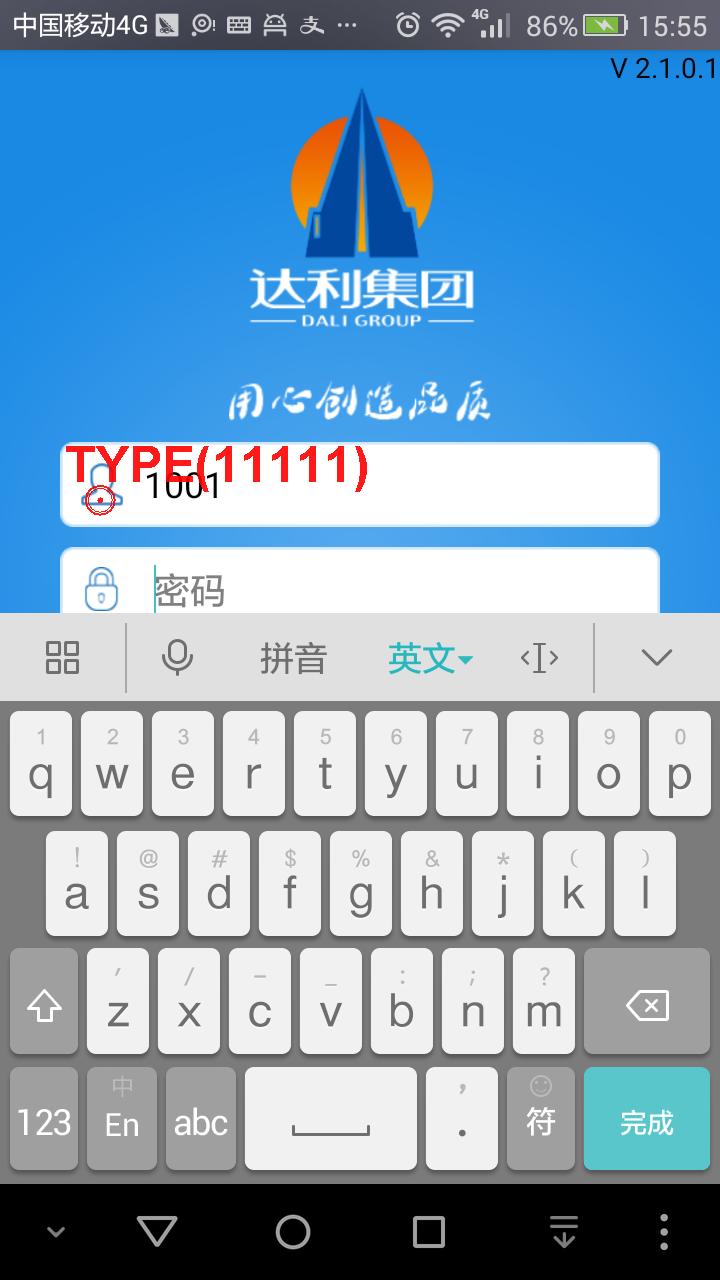 中国移动4G 4G 86% 15:55
V 2.1.0.1
达利集团
DALI GROUP
用心创造品质
TYPE(11111)
1001
密码
拼音 英文
1 2 3 4 5 6 7 8 9 0
q w e r t y u i o p
! @ # $ % & * ( )
a s d f g h j k l
' / - _ : ; ?
z x c v b n m
中 ,
123 En abc . 符 完成